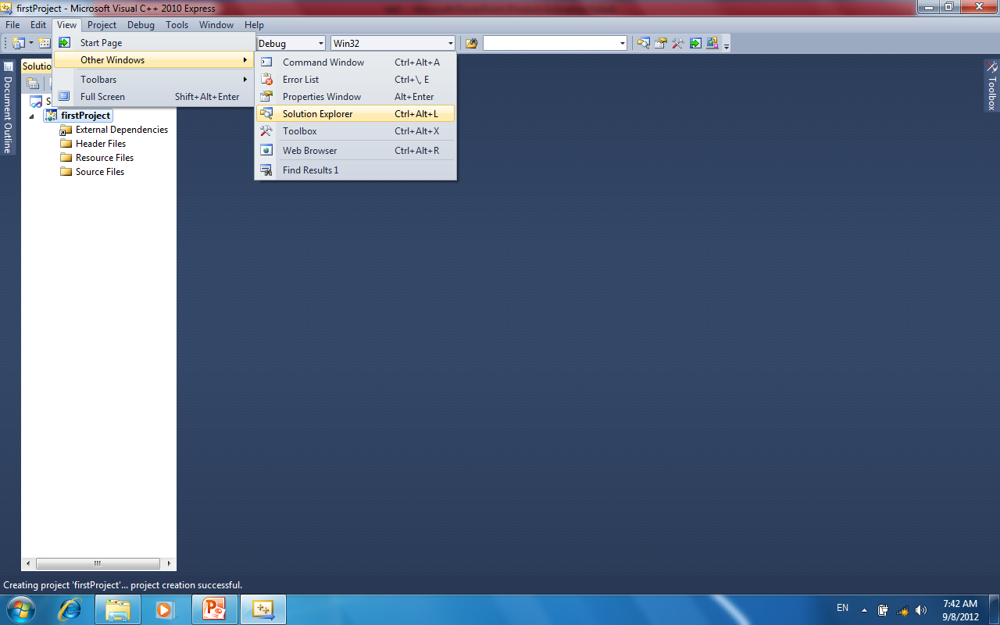 firstProject - Microsoft Visual C++ 2010 Express
File Edit View Project Debug Tools Window Help
Start Page
Debug
Win32
Other Windows
Toolbars
Full Screen Shift+Alt+Enter
Command Window Ctrl+Alt+A
Error List Ctrl+\, E
Properties Window Alt+Enter
Solution Explorer Ctrl+Alt+L
Toolbox Ctrl+Alt+X
Web Browser Ctrl+Alt+R
Find Results 1
Document Outline
Solutio
S
firstProject
External Dependencies
Header Files
Resource Files
Source Files
Toolbox
Creating project 'firstProject'... project creation successful.
EN
7:42 AM
9/8/2012